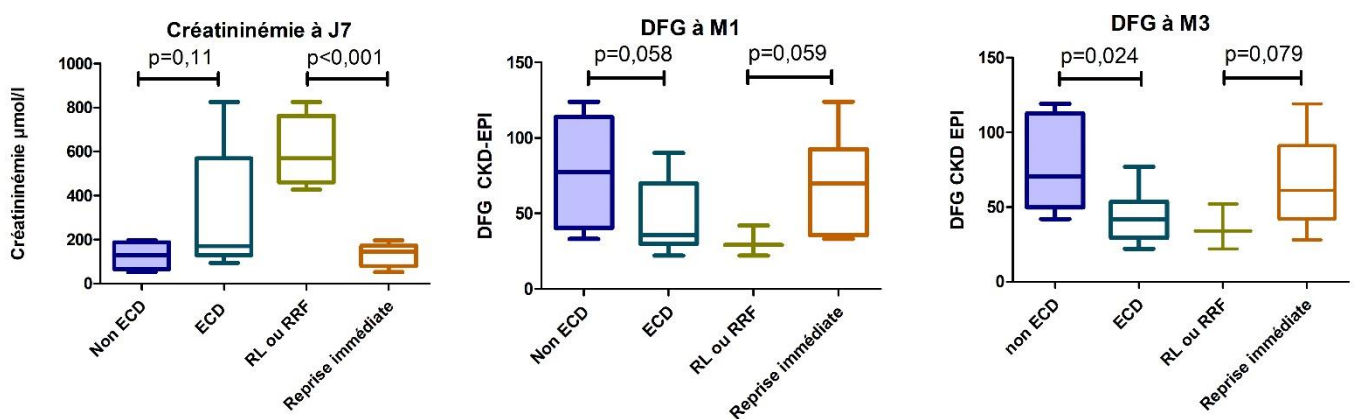 Créatininémie à J7
p=0,11
p<0,001
Créatininémie µmol/l
1000
800
600
400
200
0
Non ECD
ECD
RL ou RRF
Reprise immédiate
DFG à M1
p=0,058
p=0,059
DFG CKD-EPI
150
100
50
0
Non ECD
ECD
RL ou RRF
Reprise immédiate
DFG à M3
p=0,024
p=0,079
DFG CKD EPI
150
100
50
0
non ECD
ECD
RL ou RRF
Reprise immédiate